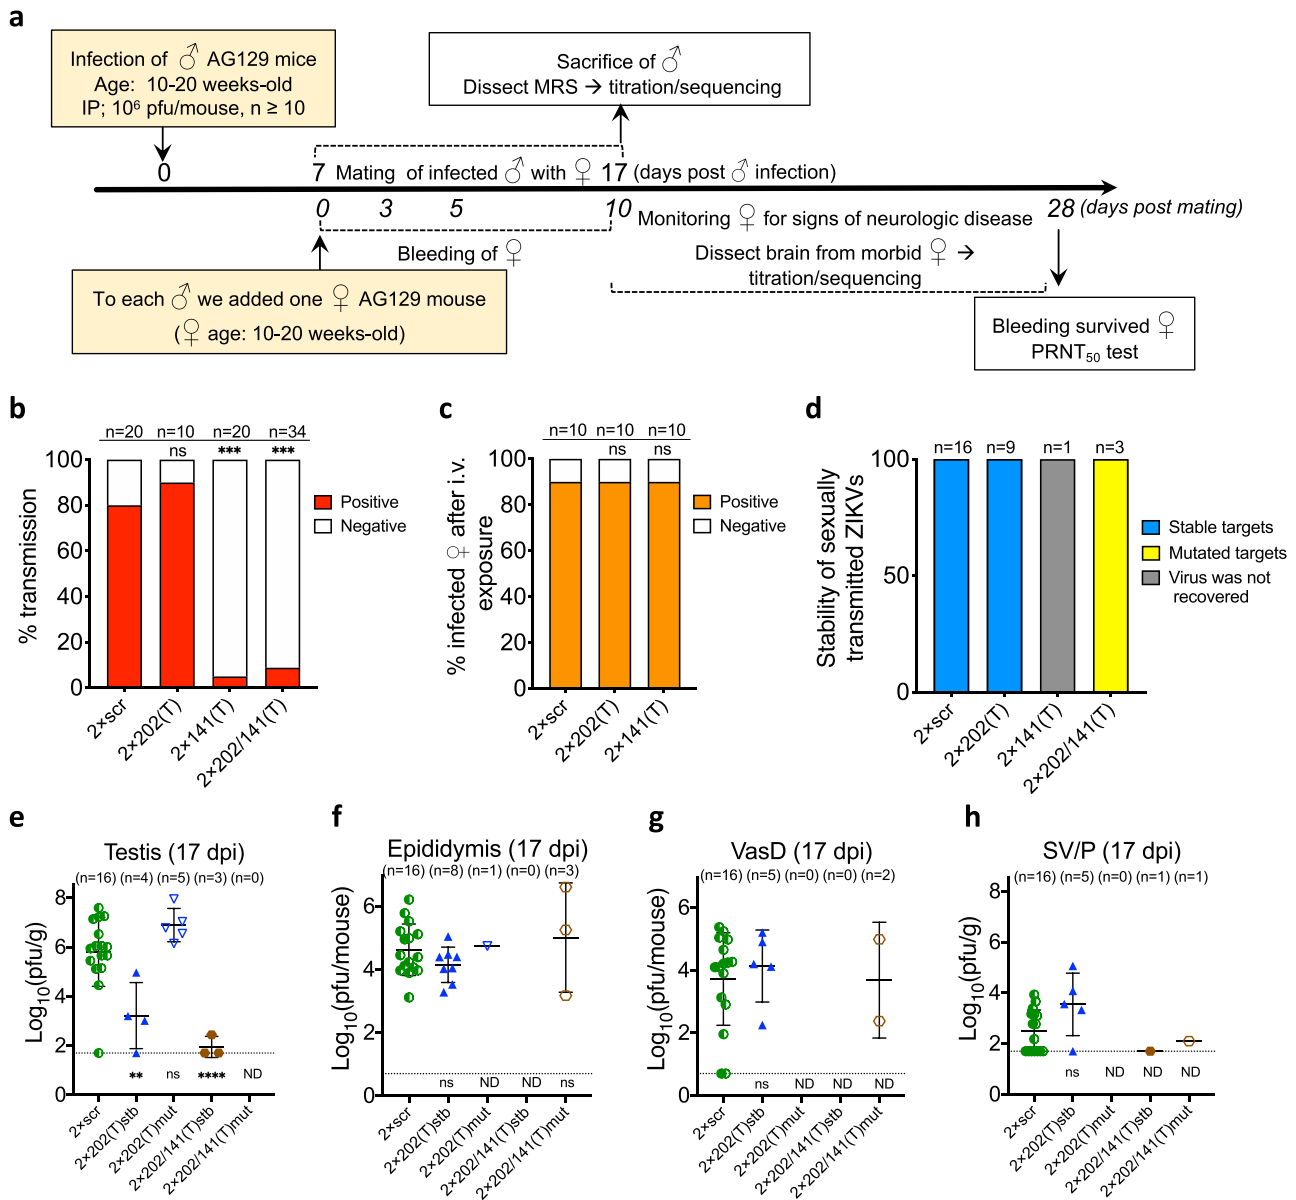 a
Infection of ♂ AG129 mice
Age: 10-20 weeks-old
IP; 10⁶ pfu/mouse, n ≥ 10
Sacrifice of ♂
Dissect MRS → titration/sequencing
0
7 Mating of infected ♂ with ♀ 17 (days post ♂ infection)
0 3 5 10 28 (days post mating)
Monitoring ♀ for signs of neurologic disease
Bleeding of ♀
Dissect brain from morbid ♀ →
titration/sequencing
To each ♂ we added one ♀ AG129 mouse
(♀ age: 10-20 weeks-old)
Bleeding survived ♀
PRNT₅₀ test
b
n=20 n=10 n=20 n=34
ns *** ***
% transmission
100
80
60
40
20
0
Positive
Negative
2×scr
2×202(T)
2×141(T)
2×202/141(T)
c
n=10 n=10 n=10
ns ns
% infected ♀ after i.v.
exposure
100
80
60
40
20
0
Positive
Negative
2×scr
2×202(T)
2×141(T)
d
n=16 n=9 n=1 n=3
Stability of sexually
transmitted ZIKVs
100
50
0
Stable targets
Mutated targets
Virus was not
recovered
2×scr
2×202(T)
2×141(T)
2×202/141(T)
e
Testis (17 dpi)
(n=16) (n=4) (n=5) (n=3) (n=0)
Log₁₀(pfu/g)
8
6
4
2
0
** ns **** ND
2×scr
2×202(T)stb
2×202(T)mut
2×202/141(T)stb
2×202/141(T)mut
f
Epididymis (17 dpi)
(n=16) (n=8) (n=1) (n=0) (n=3)
Log₁₀(pfu/mouse)
6
4
2
0
ns ND ND ns
2×scr
2×202(T)stb
2×202(T)mut
2×202/141(T)stb
2×202/141(T)mut
g
VasD (17 dpi)
(n=16) (n=5) (n=0) (n=0) (n=2)
Log₁₀(pfu/mouse)
6
4
2
0
ns ND ND ND
2×scr
2×202(T)stb
2×202(T)mut
2×202/141(T)stb
2×202/141(T)mut
h
SV/P (17 dpi)
(n=16) (n=5) (n=0) (n=1) (n=1)
Log₁₀(pfu/g)
8
6
4
2
0
ns ND ND ND
2×scr
2×202(T)stb
2×202(T)mut
2×202/141(T)stb
2×202/141(T)mut